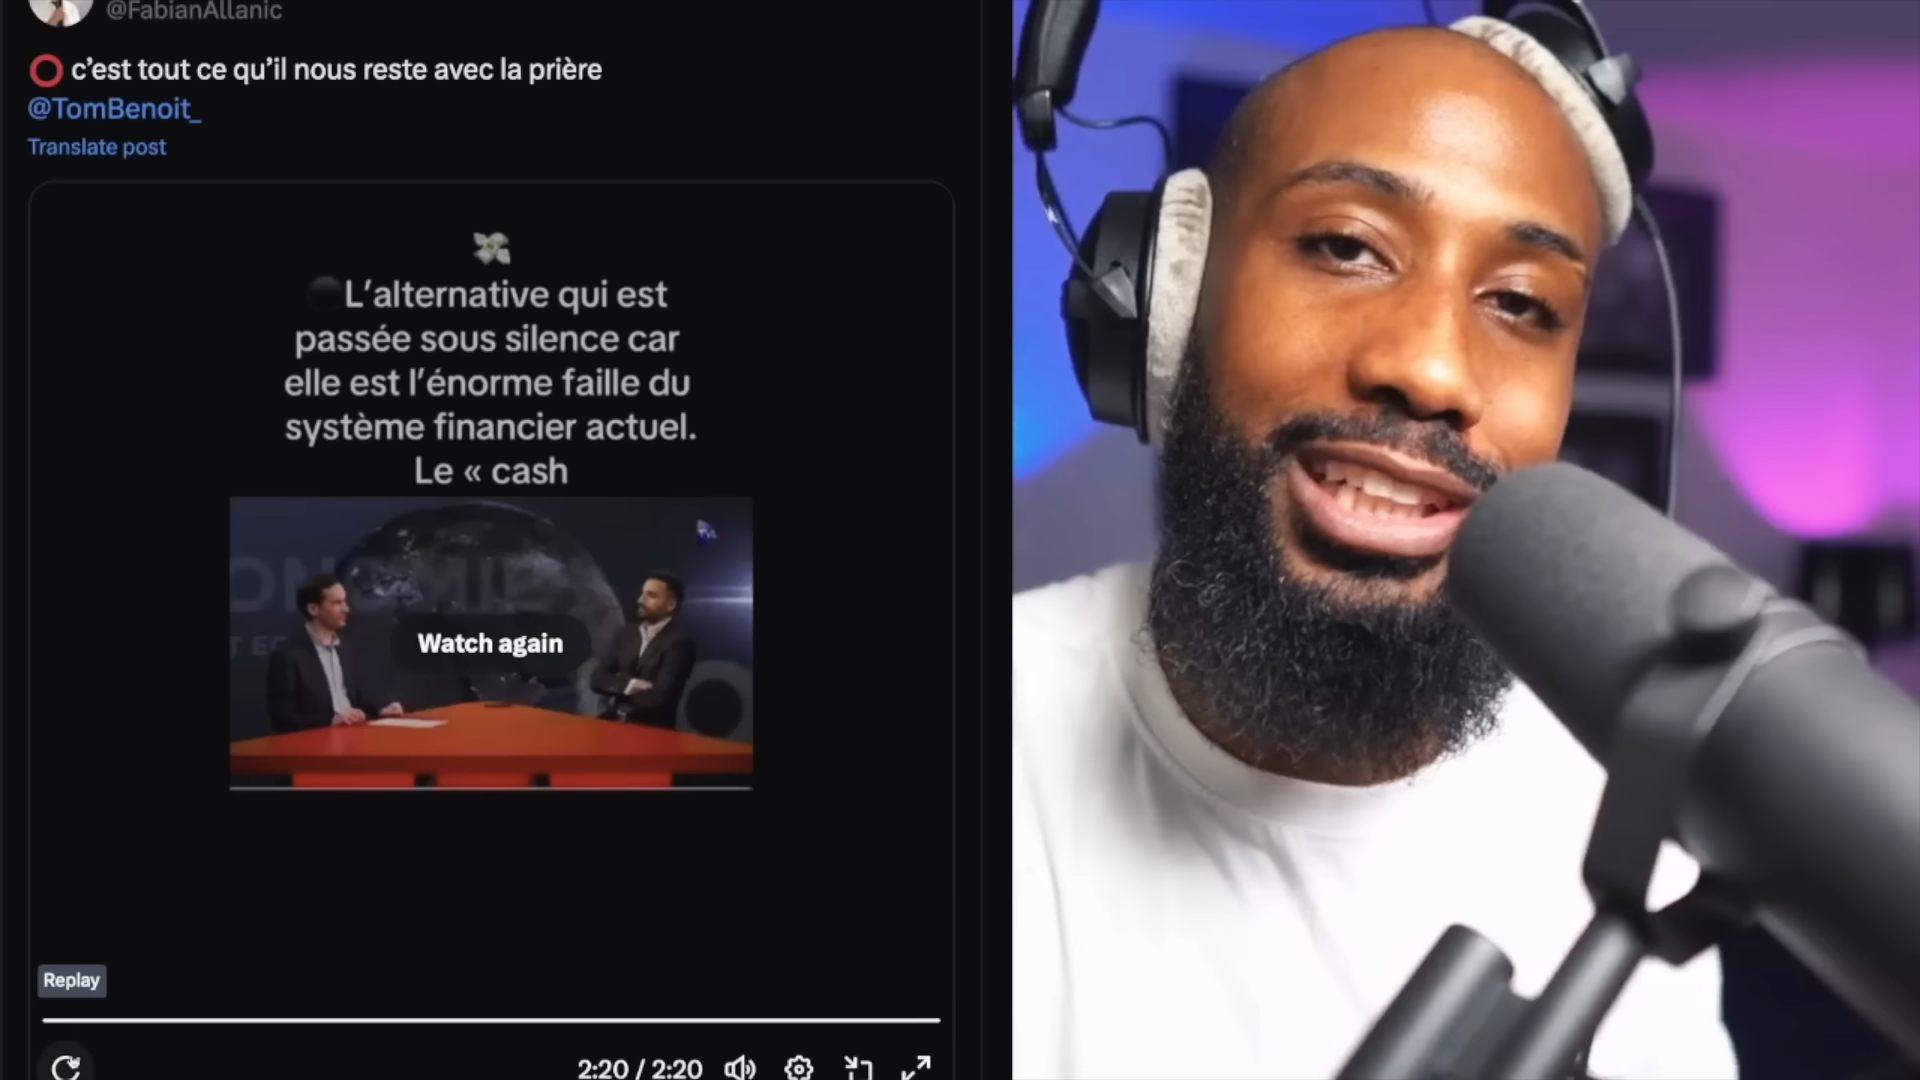 @FabianAllanic
c’est tout ce qu’il nous reste avec la prière
@TomBenoit_
Translate post
L’alternative qui est
passée sous silence car
elle est l’énorme faille du
système financier actuel.
Le « cash
Watch again
Replay
2:20 / 2:20